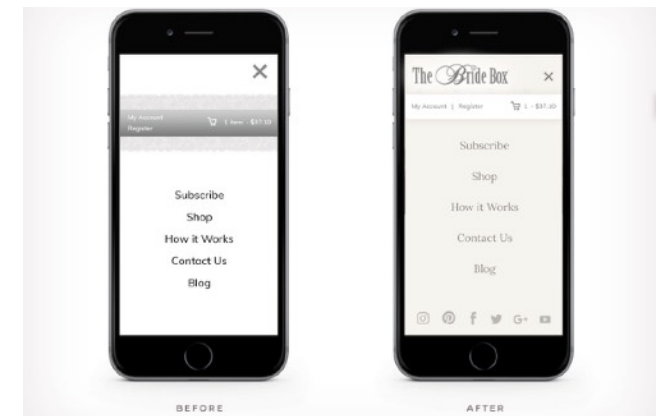 My Account
Register
1 item - $37.10
Subscribe
Shop
How it Works
Contact Us
Blog
BEFORE
The Bride Box
My Account | Register
1 - $37.10
Subscribe
Shop
How it Works
Contact Us
Blog
G+
AFTER